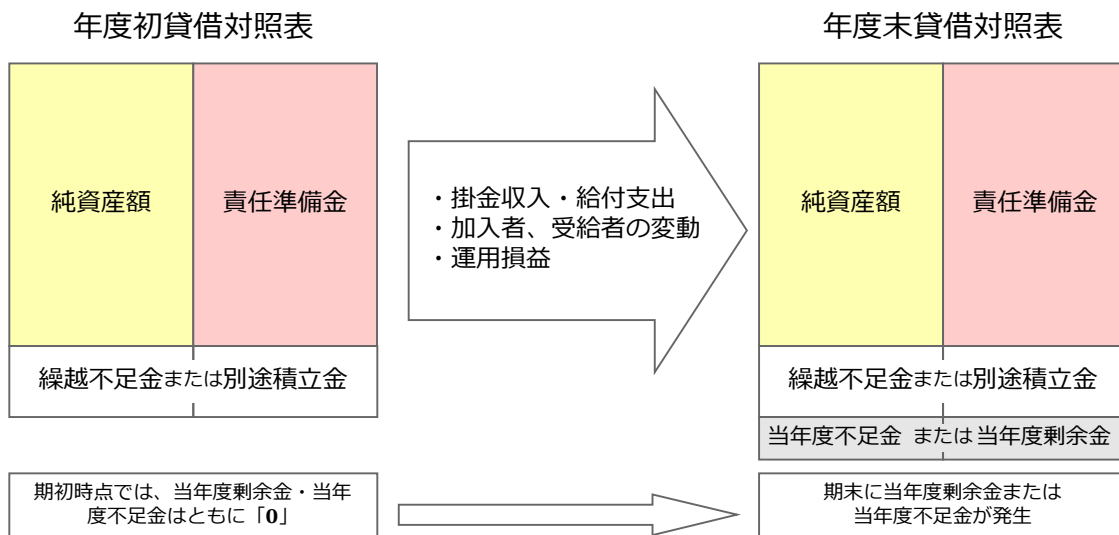 年度初貸借対照表
年度末貸借対照表
純資産額
責任準備金
・掛金収入・給付支出
・加入者、受給者の変動
・運用損益
純資産額
責任準備金
繰越不足金または別途積立金
繰越不足金または別途積立金
当年度不足金 または 当年度剰余金
期初時点では、当年度剰余金・当年
度不足金はともに「0」
期末に当年度剰余金または
当年度不足金が発生